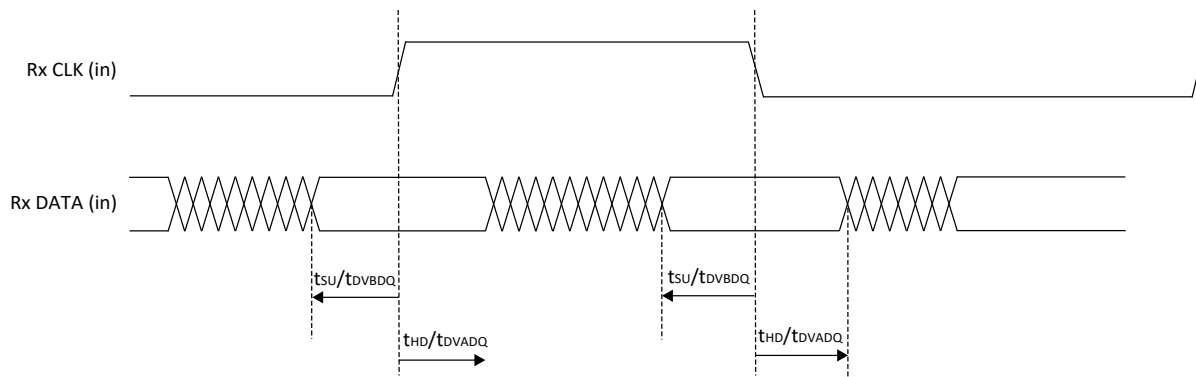 Rx CLK (in)
Rx DATA (in)
tSU/tDVBDQ
tSU/tDVBDQ
tHD/tDVADQ
tHD/tDVADQ